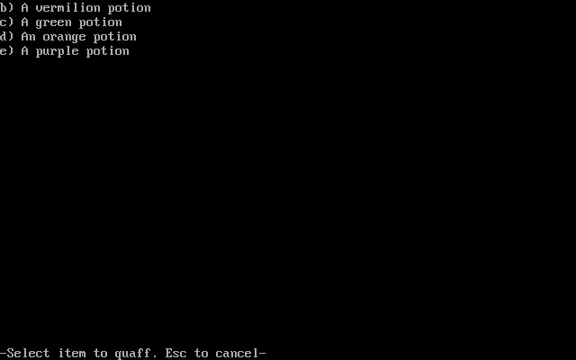 b) A vermilion potion
c) A green potion
d) An orange potion
e) A purple potion
-Select item to quaff. Esc to cancel-